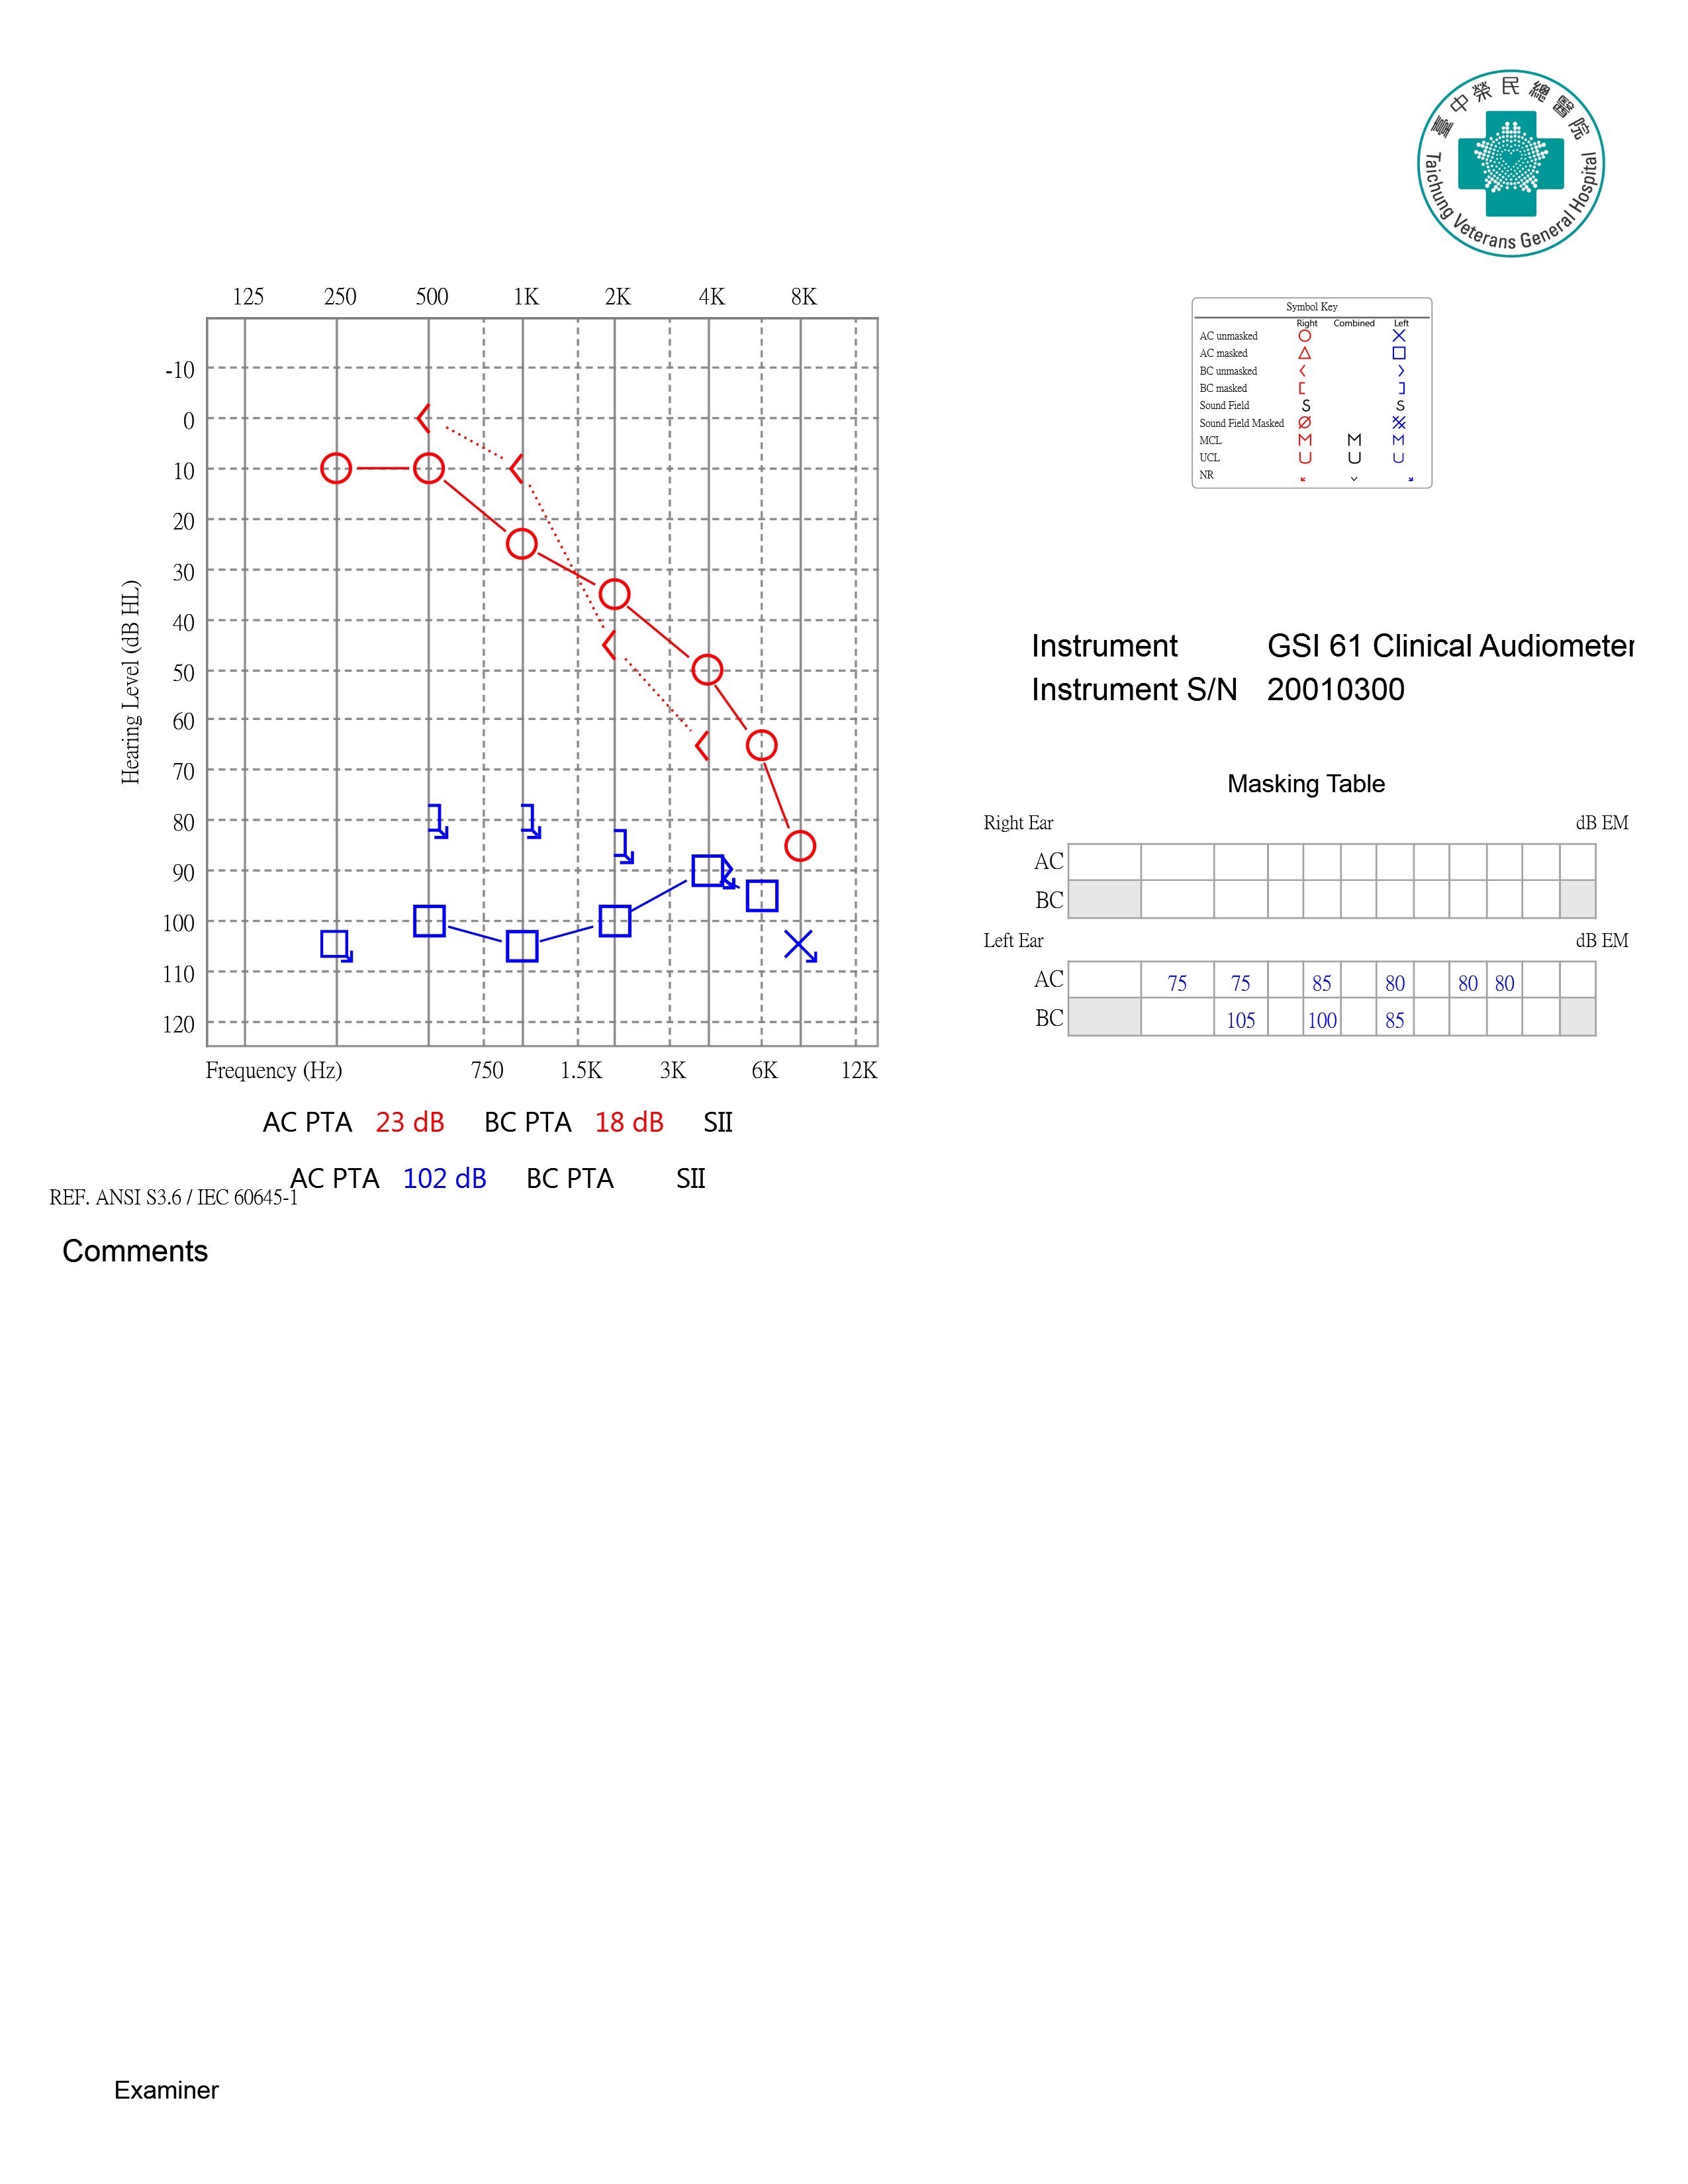 臺中榮民總醫院
Taichung Veterans General Hospital
125 250 500 1K 2K 4K 8K
Symbol Key
Right Combined Left
AC unmasked
AC masked
BC unmasked
BC masked
Sound Field S S
Sound Field Masked
MCL M M M
UCL U U U
NR
-10
0
10
20
30
40
50
60
70
80
90
100
110
120
Hearing Level (dB HL)
Frequency (Hz) 750 1.5K 3K 6K 12K
Instrument GSI 61 Clinical Audiometer
Instrument S/N 20010300
Masking Table
Right Ear dB EM
AC
BC
Left Ear dB EM
AC 75 75 85 80 80 80
BC 105 100 85
AC PTA 23 dB BC PTA 18 dB SII
AC PTA 102 dB BC PTA SII
REF. ANSI S3.6 / IEC 60645-1
Comments
Examiner